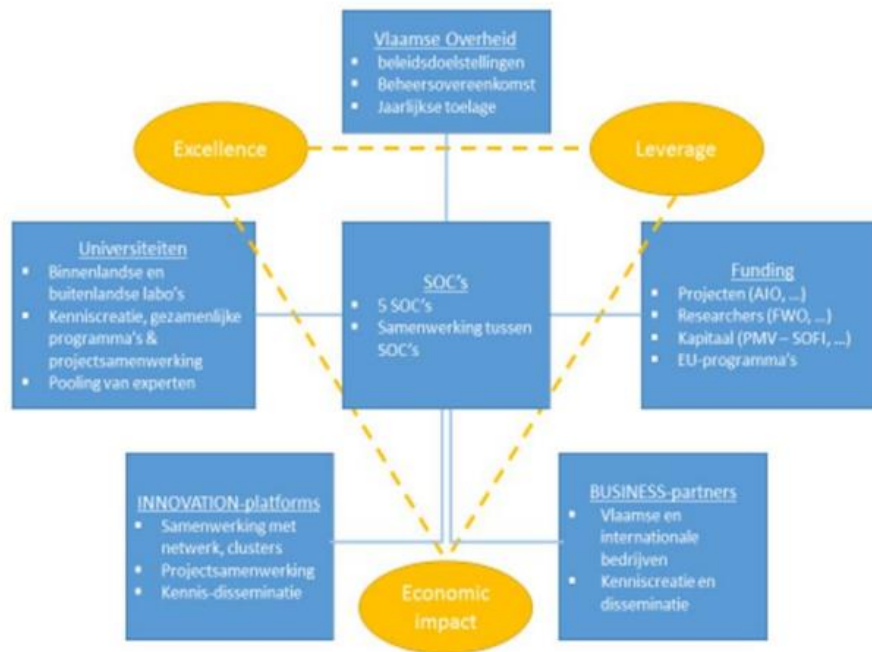 Vlaamse Overheid
▪ beleidsdoelstellingen
▪ Beheersovereenkomst
▪ Jaarlijkse toelage
Excellence
Leverage
Universiteiten
▪ Binnenlandse en
buitenlandse labo's
▪ Kenniscreatie, gezamenlijke
programma's &
projectsamenwerking
▪ Pooling van experten
SOC's
▪ 5 SOC's
▪ Samenwerking tussen
SOC's
Funding
▪ Projecten (AIO, ...)
▪ Researchers (FWO, ...)
▪ Kapitaal (PMV – SOFI, ...)
▪ EU-programma's
INNOVATION-platforms
▪ Samenwerking met
netwerk, clusters
▪ Projectsamenwerking
▪ Kennis-disseminatie
BUSINESS-partners
▪ Vlaamse en
internationale
bedrijven
▪ Kenniscreatie en
disseminatie
Economic
impact